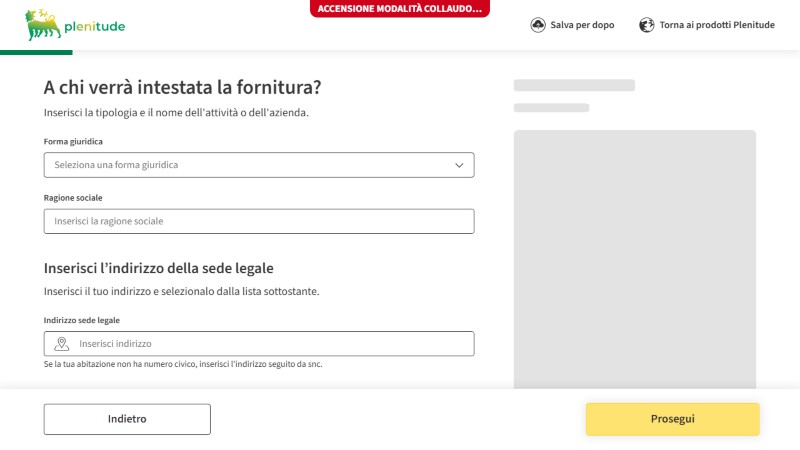 ACCENSIONE MODALITÀ COLLAUDO...
plenitude
Salva per dopo
Torna ai prodotti Plenitude
A chi verrà intestata la fornitura?
Inserisci la tipologia e il nome dell'attività o dell'azienda.
Forma giuridica
Seleziona una forma giuridica
Ragione sociale
Inserisci la ragione sociale
Inserisci l’indirizzo della sede legale
Inserisci il tuo indirizzo e selezionalo dalla lista sottostante.
Indirizzo sede legale
Inserisci indirizzo
Se la tua abitazione non ha numero civico, inserisci l'indirizzo seguito da snc.
Indietro
Prosegui